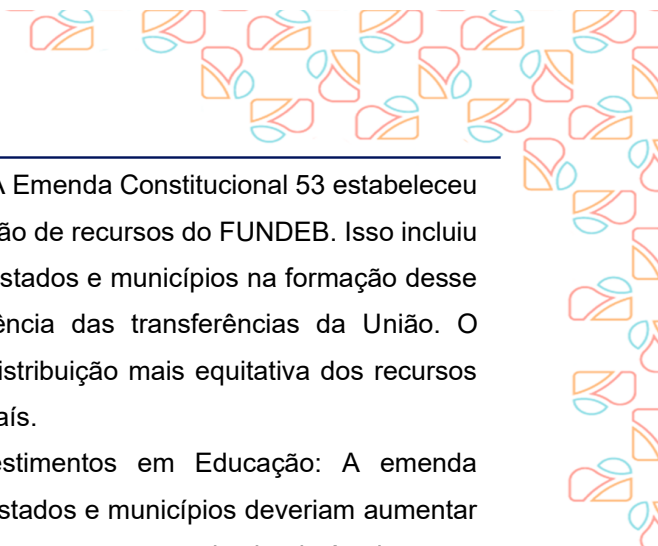 A Emenda Constitucional 53 estabeleceu
ão de recursos do FUNDEB. Isso incluiu
stados e municípios na formação desse
ência das transferências da União. O
istribuição mais equitativa dos recursos
aís.
estimentos em Educação: A emenda
stados e municípios deveriam aumentar